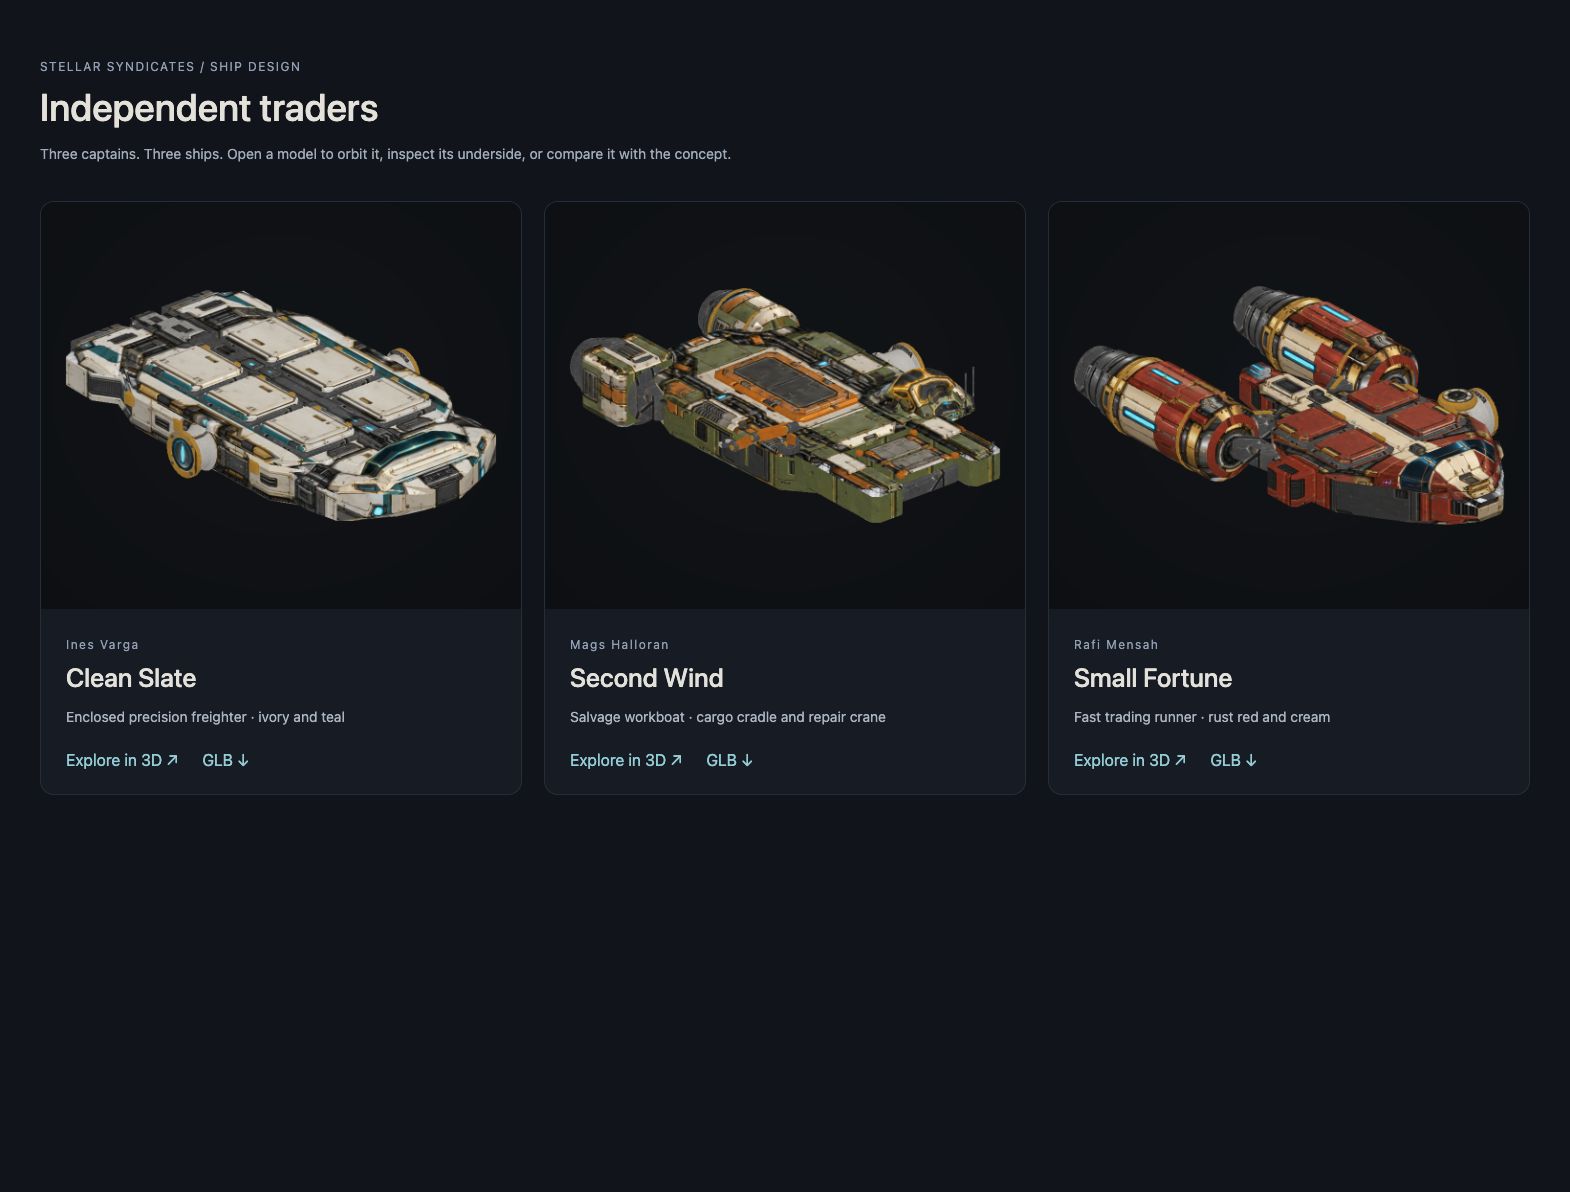 STELLAR SYNDICATES / SHIP DESIGN
Independent traders
Three captains. Three ships. Open a model to orbit it, inspect its underside, or compare it with the concept.
Ines Varga
Clean Slate
Enclosed precision freighter · ivory and teal
Explore in 3D ↗ GLB ↓
Mags Halloran
Second Wind
Salvage workboat · cargo cradle and repair crane
Explore in 3D ↗ GLB ↓
Rafi Mensah
Small Fortune
Fast trading runner · rust red and cream
Explore in 3D ↗ GLB ↓